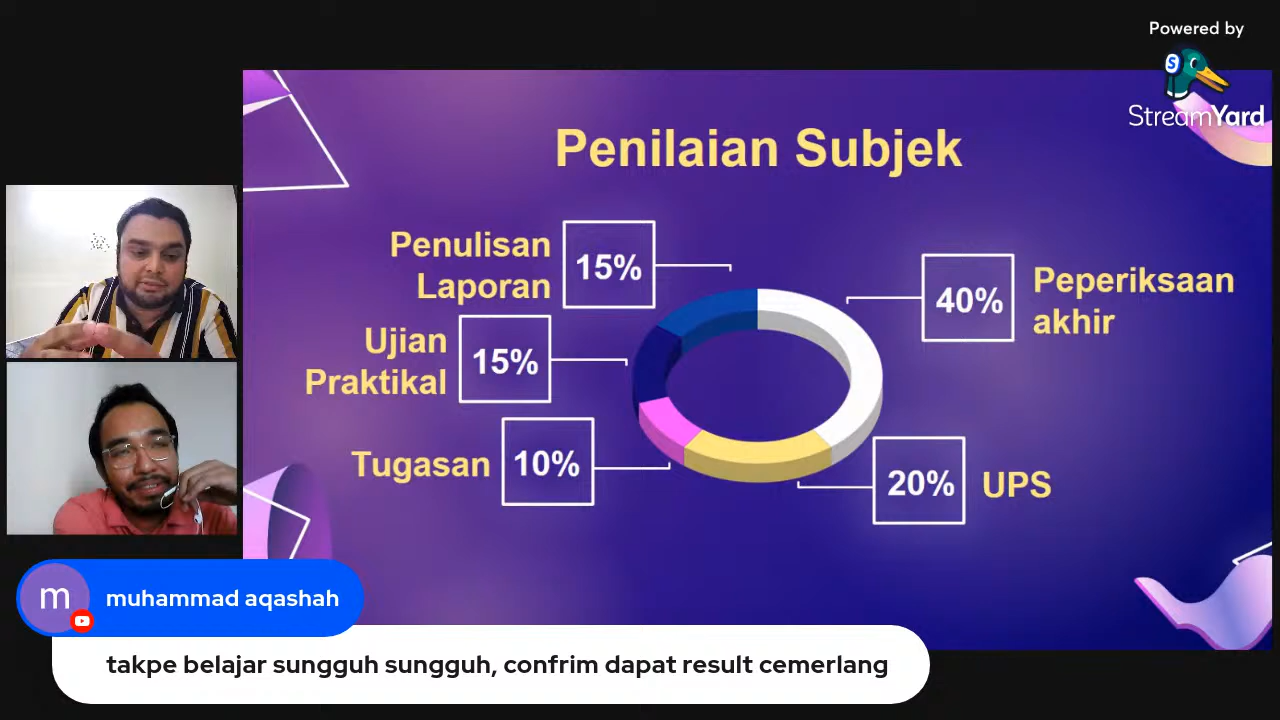 Powered by
S
StreamYard
Penilaian Subjek
Penulisan
Laporan
15%
40%
Peperiksaan
akhir
Ujian
Praktikal
15%
Tugasan
10%
20%
UPS
m
muhammad aqashah
takpe belajar sungguh sungguh, confrim dapat result cemerlang